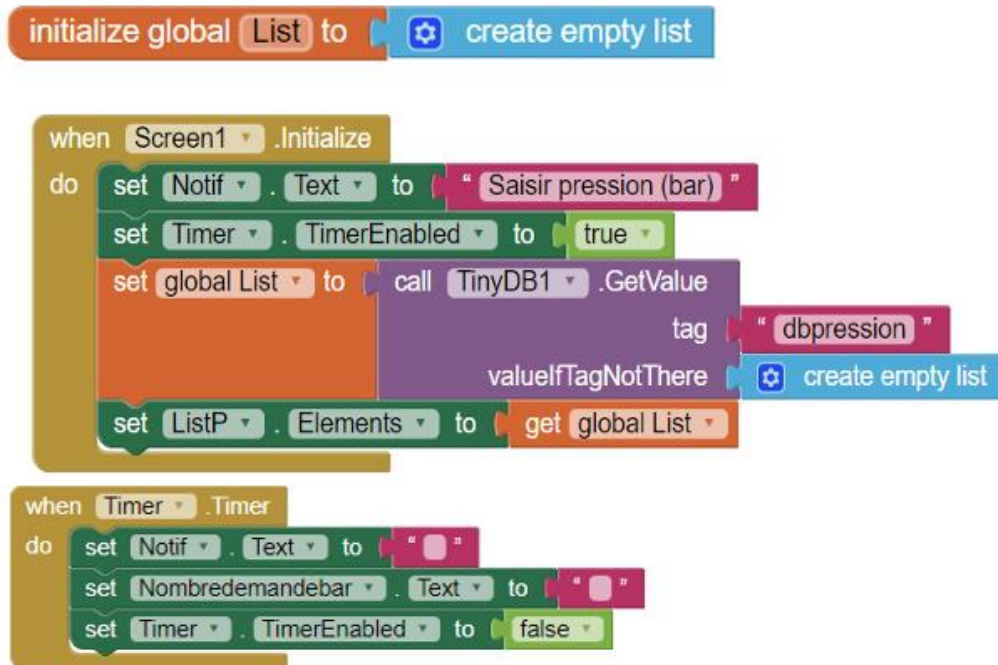 initialize global List to create empty list
when Screen1 .Initialize
do set Notif . Text to " Saisir pression (bar) "
set Timer . TimerEnabled to true
set global List to call TinyDB1 .GetValue
tag " dbpression "
valueIfTagNotThere create empty list
set ListP . Elements to get global List
when Timer .Timer
do set Notif . Text to " "
set Nombredemandebar . Text to " "
set Timer . TimerEnabled to false